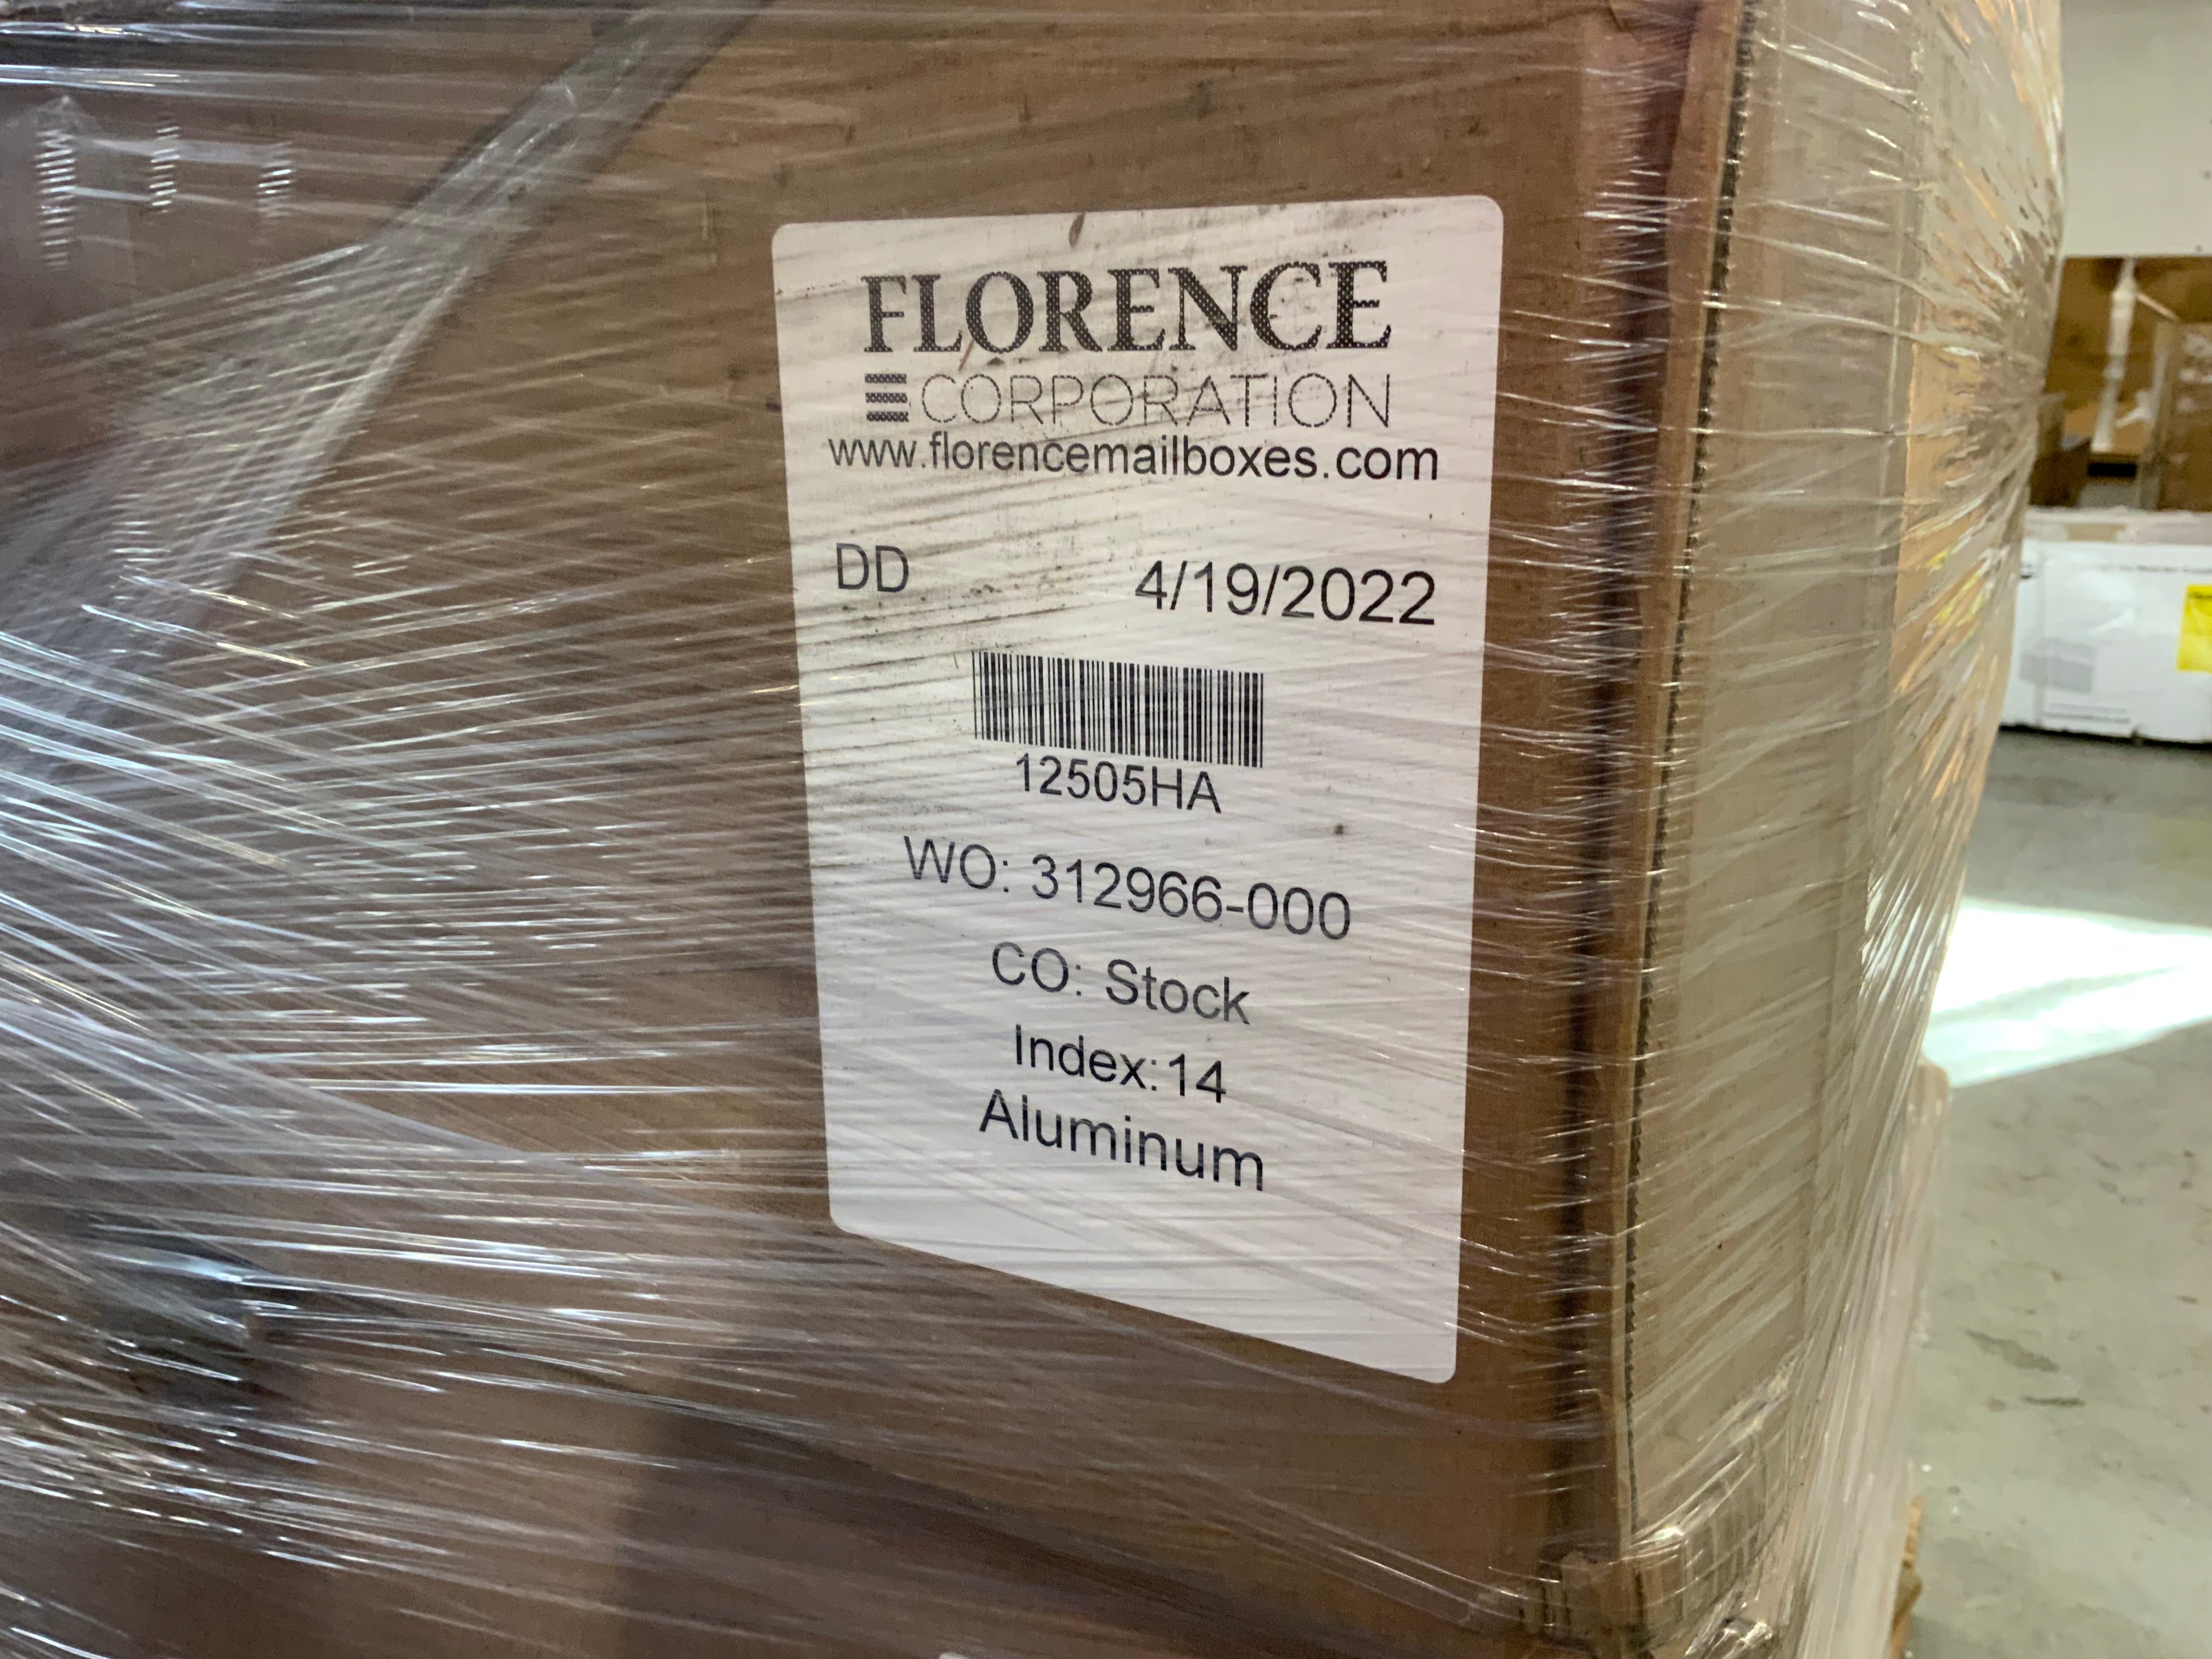 FLORENCE
CORPORATION
www.florencemailboxes.com
DD 4/19/2022
12505HA
WO: 312966-000
CO: Stock
Index:14
Aluminum